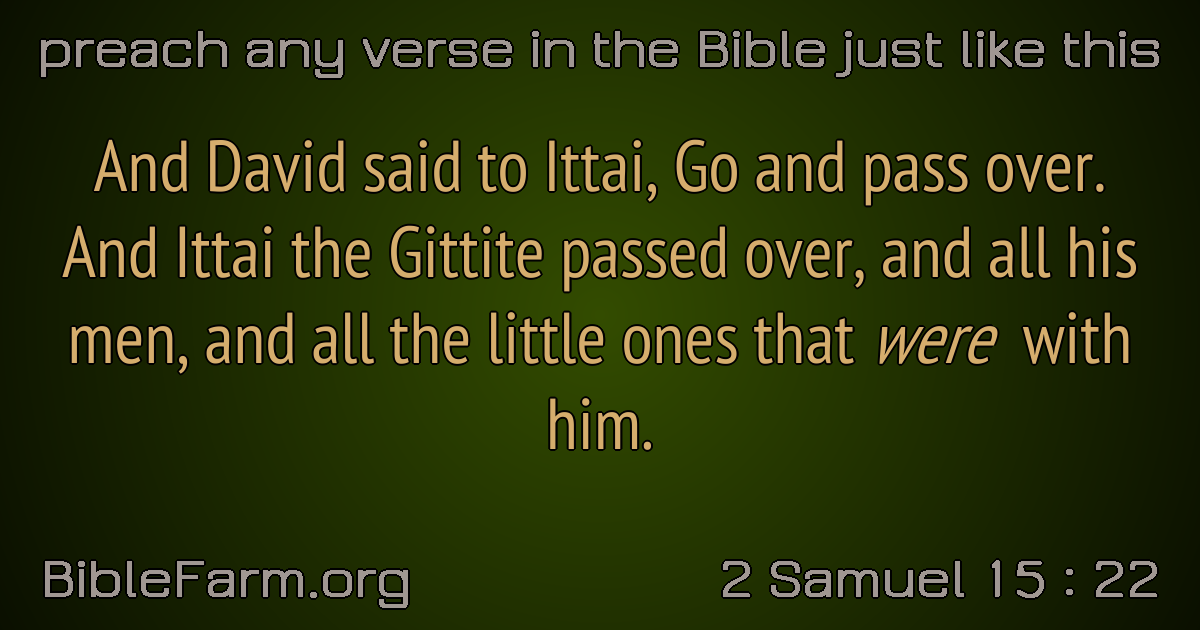 preach any verse in the Bible just like this
And David said to Ittai, Go and pass over.
And Ittai the Gittite passed over, and all his
men, and all the little ones that were with
him.
BibleFarm.org
2 Samuel 15 : 22